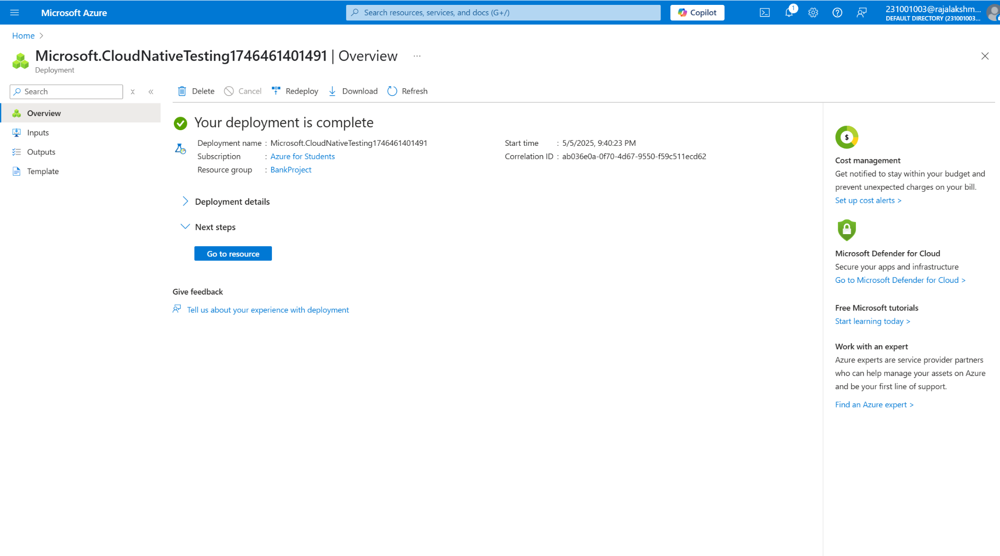 Microsoft Azure
Search resources, services, and docs (G+/)
Copilot
1
231001003@rajalakshm...
DEFAULT DIRECTORY (231001003...
Home
Microsoft.CloudNativeTesting1746461401491 | Overview ...
Deployment
Search
Delete
Cancel
Redeploy
Download
Refresh
Overview
Inputs
Outputs
Template
Your deployment is complete
Deployment name : Microsoft.CloudNativeTesting1746461401491
Subscription : Azure for Students
Resource group : BankProject
Start time : 5/5/2025, 9:40:23 PM
Correlation ID : ab036e0a-0f70-4d67-9550-f59c511ecd62
Deployment details
Next steps
Go to resource
Give feedback
Tell us about your experience with deployment
$
Cost management
Get notified to stay within your budget and
prevent unexpected charges on your bill.
Set up cost alerts >
Microsoft Defender for Cloud
Secure your apps and infrastructure
Go to Microsoft Defender for Cloud >
Free Microsoft tutorials
Start learning today >
Work with an expert
Azure experts are service provider partners
who can help manage your assets on Azure
and be your first line of support.
Find an Azure expert >